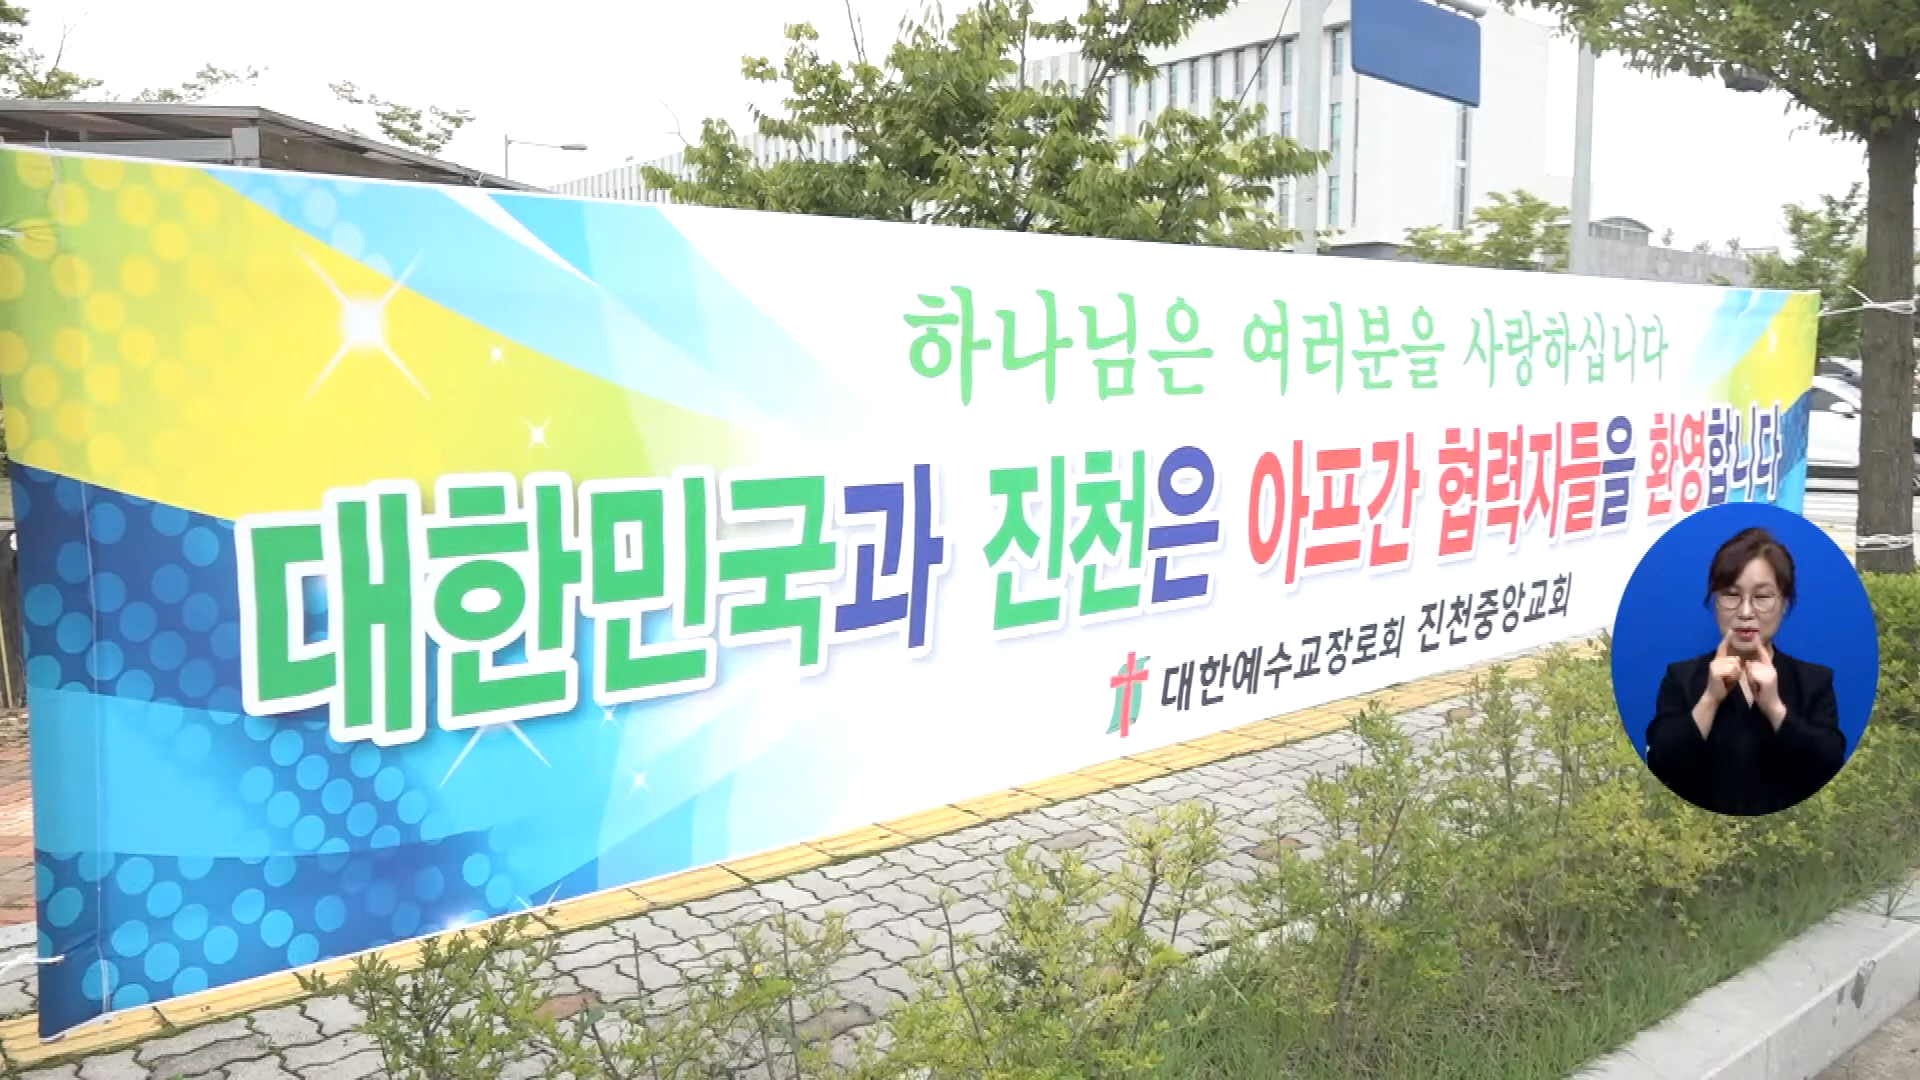 하나님은 여러분을 사랑하십니다
대한민국과 진천은 아프간 협력자들을 환영합니다
대한예수교장로회 진천중앙교회